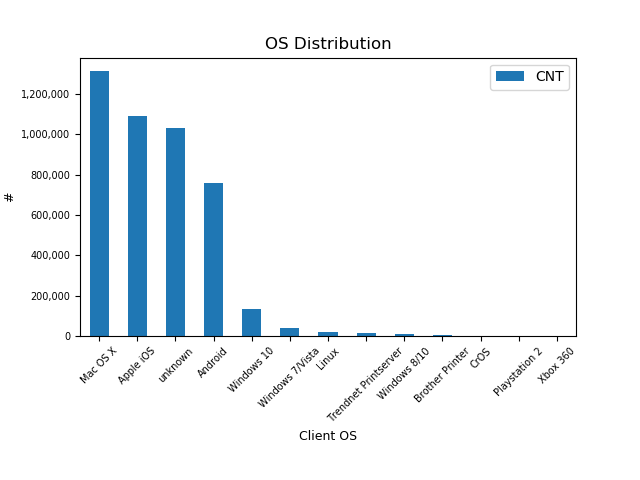 OS Distribution
CNT
1,200,000
1,000,000
800,000
600,000
400,000
200,000
0
#
Mac OS X
Apple iOS
unknown
Android
Windows 10
Windows 7/Vista
Linux
Trendnet Printserver
Windows 8/10
Brother Printer
CrOS
Playstation 2
Xbox 360
Client OS